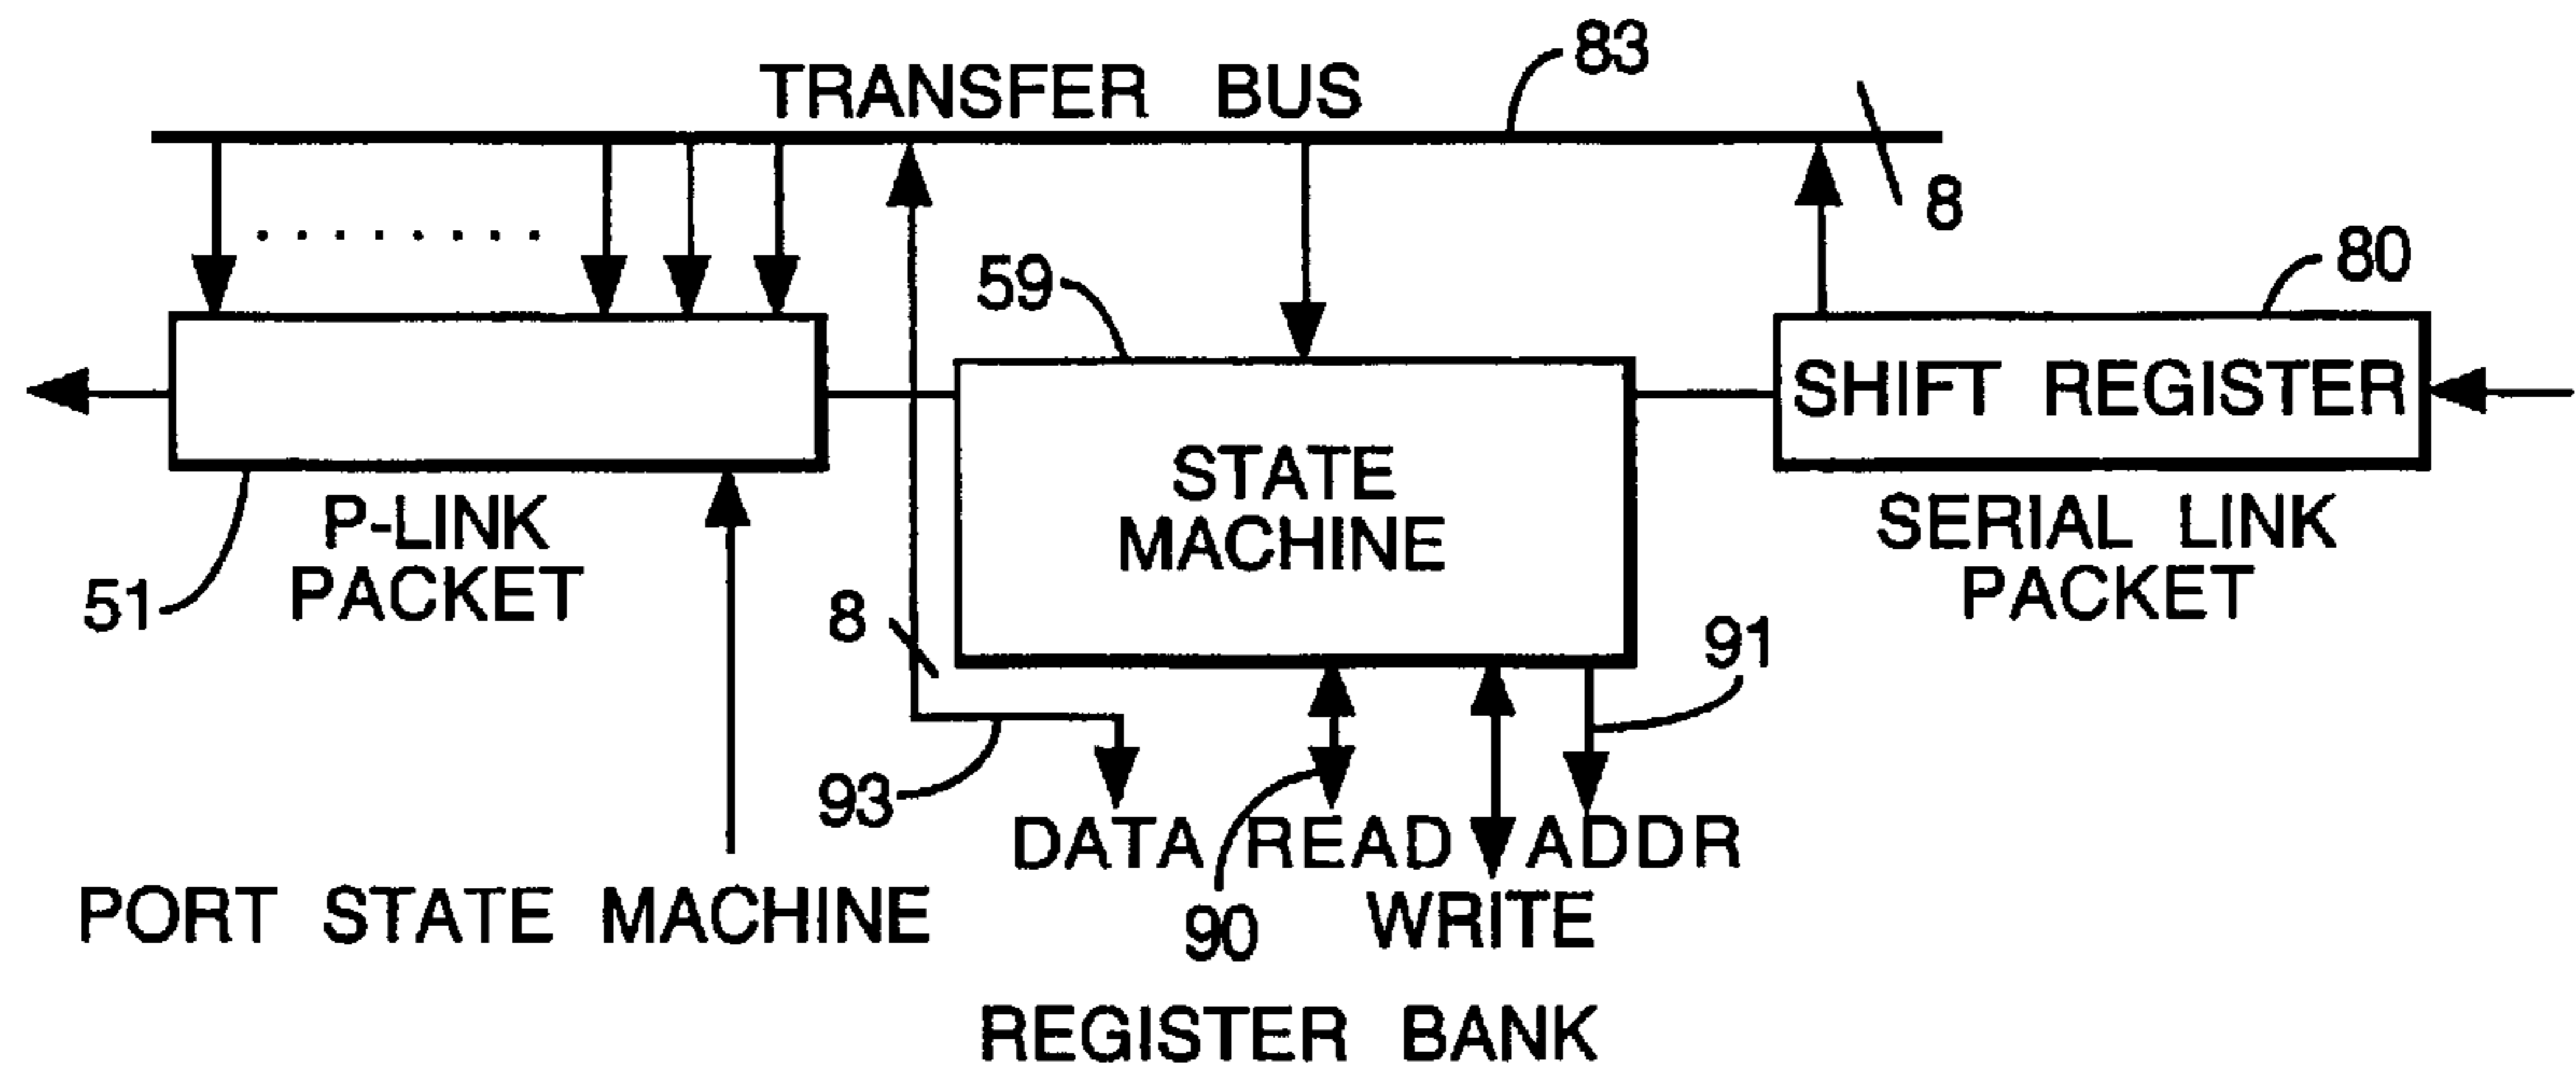 83
TRANSFER BUS
8
59
80
SHIFT REGISTER
STATE
MACHINE
P-LINK
PACKET
SERIAL LINK
PACKET
51
8
91
93
DATA READ ADDR
PORT STATE MACHINE
90
WRITE
REGISTER BANK